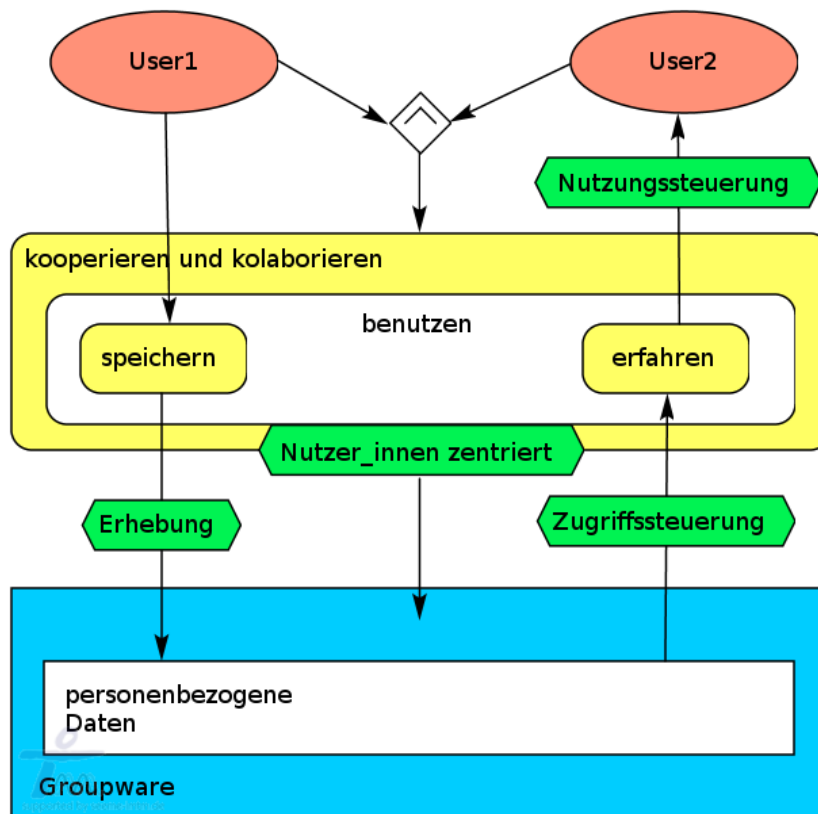 User1
User2
Nutzungssteuerung
kooperieren und kolaborieren
benutzen
speichern
erfahren
Nutzer_innen zentriert
Erhebung
Zugriffssteuerung
personenbezogene
Daten
Groupware